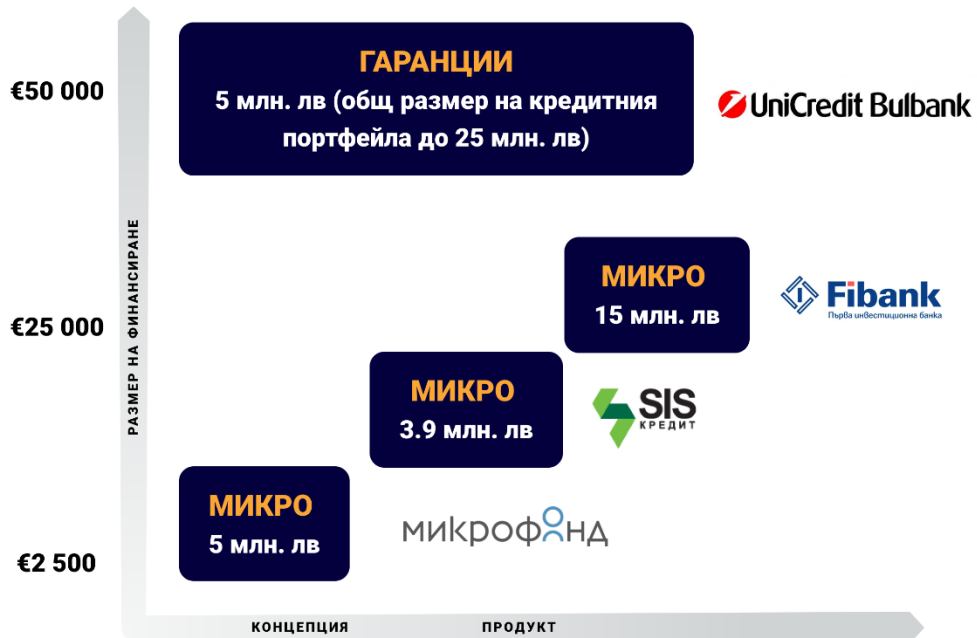 €50 000
ГАРАНЦИИ
5 млн. лв (общ размер на кредитния
портфейла до 25 млн. лв)
UniCredit Bulbank
РАЗМЕР НА ФИНАНСИРАНЕ
МИКРО
15 млн. лв
Fibank
Първа инвестиционна банка
€25 000
МИКРО
3.9 млн. лв
SIS
КРЕДИТ
МИКРО
5 млн. лв
микрофонд
€2 500
КОНЦЕПЦИЯ
ПРОДУКТ